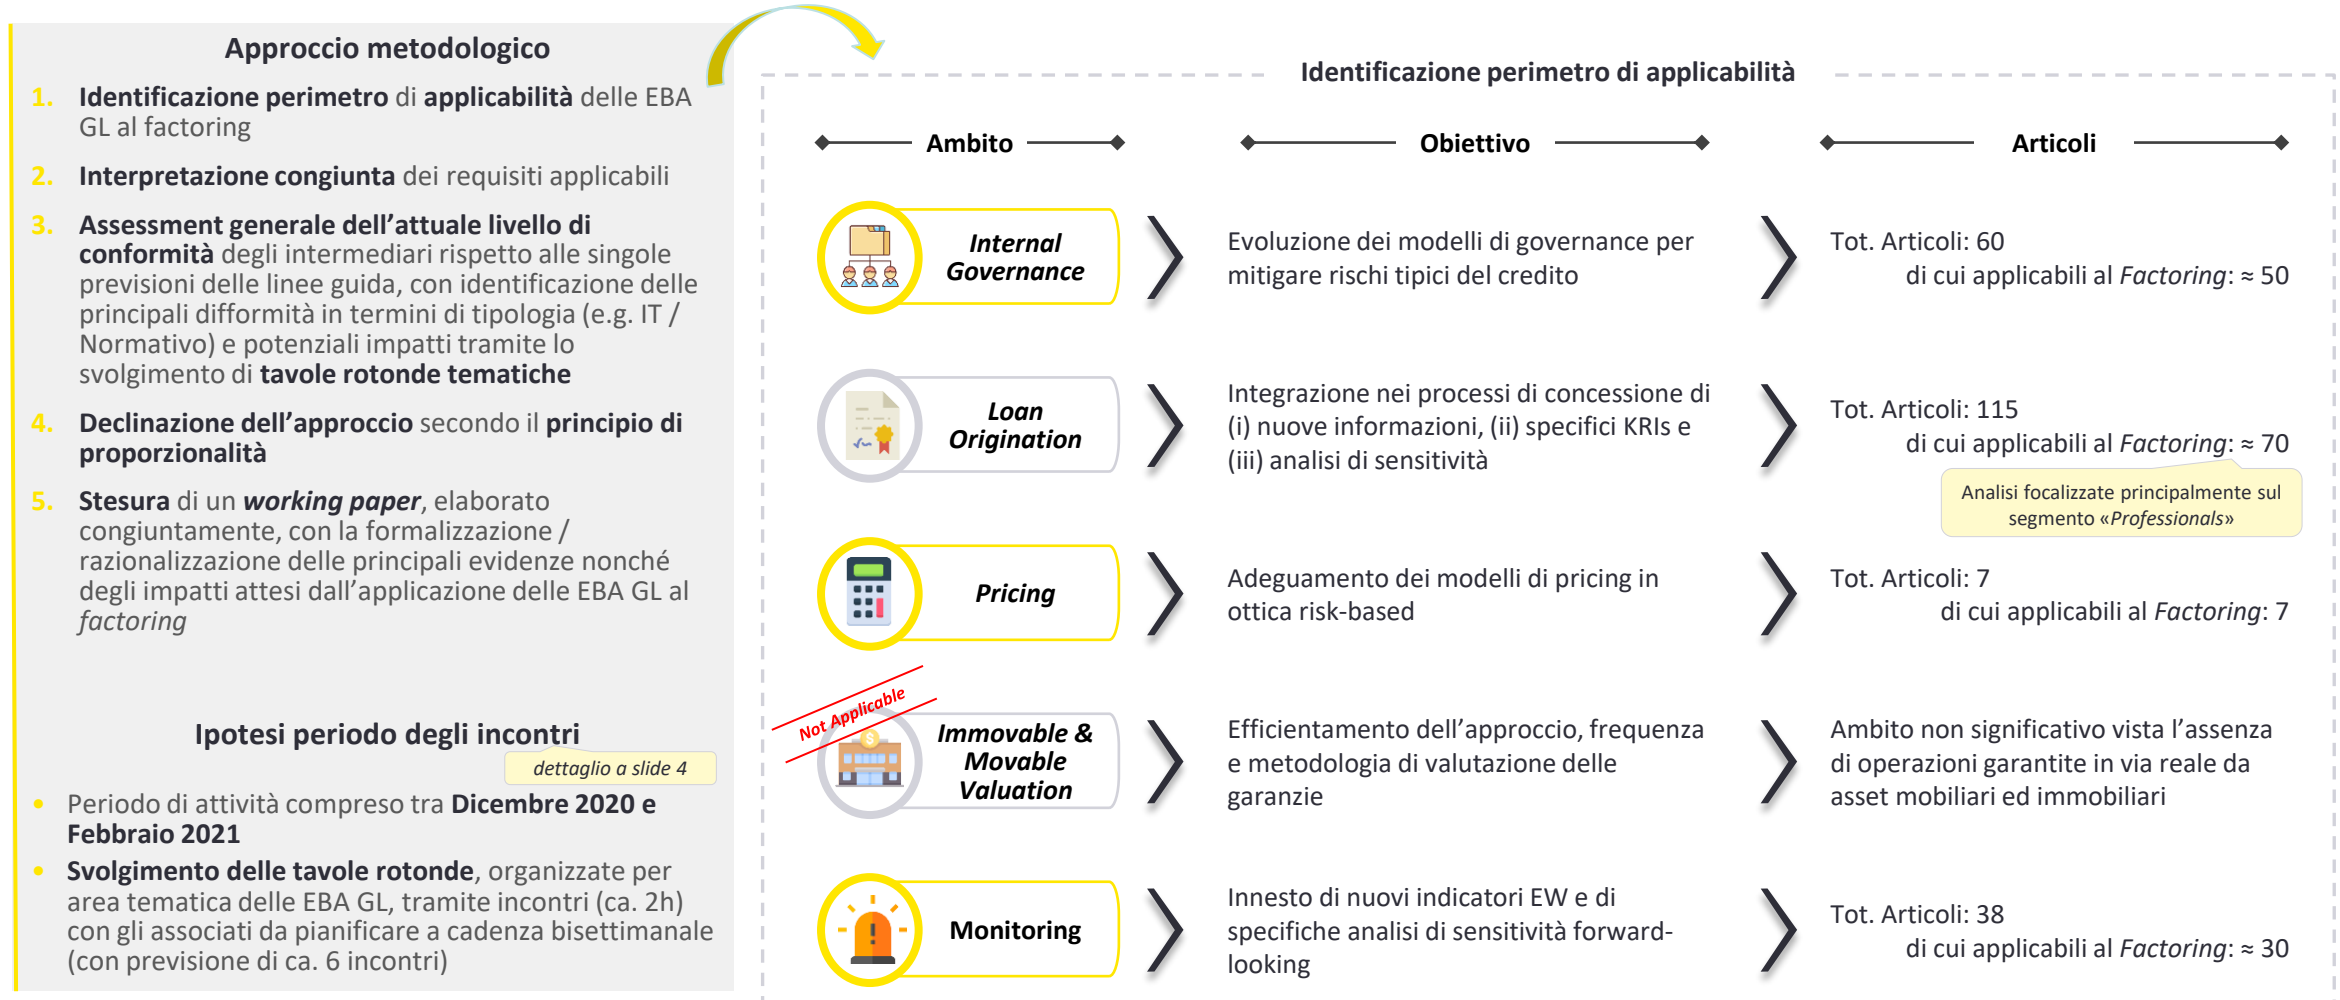 Approccio metodologico
1. Identificazione perimetro di applicabilità delle EBA
GL al factoring
2. Interpretazione congiunta dei requisiti applicabili
3. Assessment generale dell'attuale livello di
conformità degli intermediari rispetto alle singole
previsioni delle linee guida, con identificazione delle
principali difformità in termini di tipologia (e.g. IT /
Normativo) e potenziali impatti tramite lo
svolgimento di tavole rotonde tematiche
4. Declinazione dell'approccio secondo il principio di
proporzionalità
5. Stesura di un working paper, elaborato
congiuntamente, con la formalizzazione /
razionalizzazione delle principali evidenze nonché
degli impatti attesi dall'applicazione delle EBA GL al
factoring
Ipotesi periodo degli incontri
dettaglio a slide 4
• Periodo di attività compreso tra Dicembre 2020 e
Febbraio 2021
• Svolgimento delle tavole rotonde, organizzate per
area tematica delle EBA GL, tramite incontri (ca. 2h)
con gli associati da pianificare a cadenza bisettimanale
(con previsione di ca. 6 incontri)
Identificazione perimetro di applicabilità
Ambito
Obiettivo
Articoli
Internal
Governance
Evoluzione dei modelli di governance per
mitigare rischi tipici del credito
Tot. Articoli: 60
di cui applicabili al Factoring: ≈ 50
Loan
Origination
Integrazione nei processi di concessione di
(i) nuove informazioni, (ii) specifici KRIs e
(iii) analisi di sensitività
Tot. Articoli: 115
di cui applicabili al Factoring: ≈ 70
Analisi focalizzate principalmente sul
segmento «Professionals»
Pricing
Adeguamento dei modelli di pricing in
ottica risk-based
Tot. Articoli: 7
di cui applicabili al Factoring: 7
Not Applicable
Immovable &
Movable
Valuation
Efficientamento dell'approccio, frequenza
e metodologia di valutazione delle
garanzie
Ambito non significativo vista l'assenza
di operazioni garantite in via reale da
asset mobiliari ed immobiliari
Monitoring
Innesto di nuovi indicatori EW e di
specifiche analisi di sensitività forward-
looking
Tot. Articoli: 38
di cui applicabili al Factoring: ≈ 30